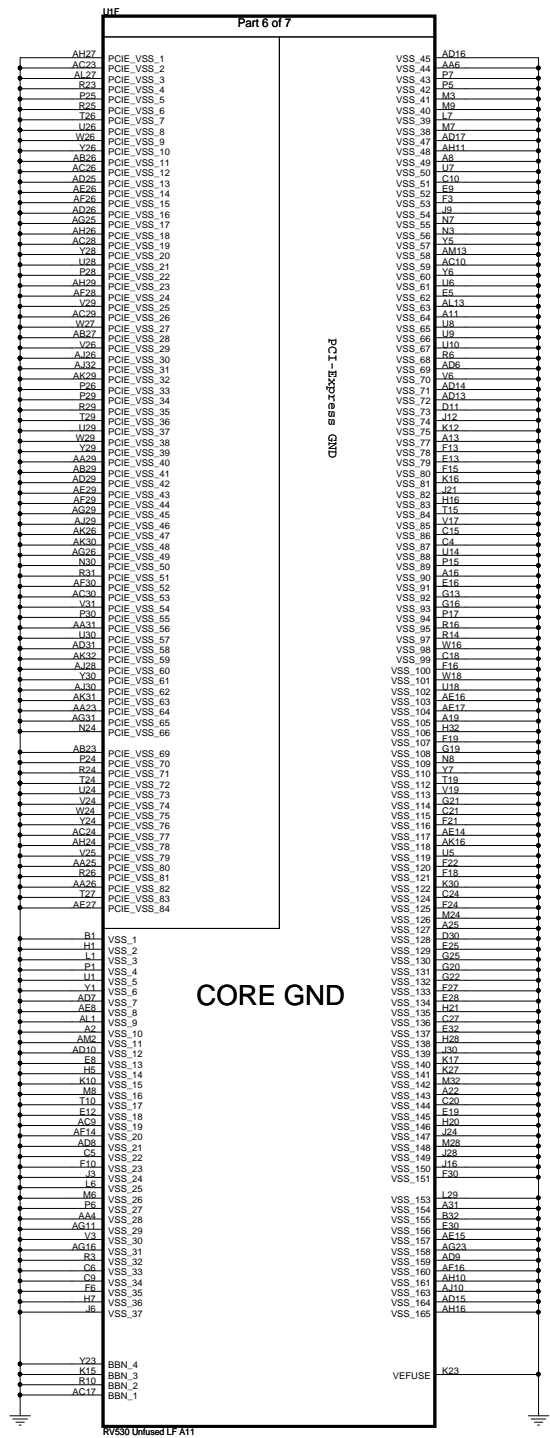 U1F
Part 6 of 7
AH27 PCIE_VSS_1
AC23 PCIE_VSS_2
AL27 PCIE_VSS_3
R23 PCIE_VSS_4
P25 PCIE_VSS_5
R25 PCIE_VSS_6
T26 PCIE_VSS_7
U26 PCIE_VSS_8
W26 PCIE_VSS_9
Y26 PCIE_VSS_10
AB26 PCIE_VSS_11
AC26 PCIE_VSS_12
AD25 PCIE_VSS_13
AE26 PCIE_VSS_14
AF26 PCIE_VSS_15
AD26 PCIE_VSS_16
AG25 PCIE_VSS_17
AH26 PCIE_VSS_18
AC28 PCIE_VSS_19
Y28 PCIE_VSS_20
U28 PCIE_VSS_21
P28 PCIE_VSS_22
AH29 PCIE_VSS_23
AF28 PCIE_VSS_24
V29 PCIE_VSS_25
AC29 PCIE_VSS_26
W27 PCIE_VSS_27
AB27 PCIE_VSS_28
V26 PCIE_VSS_29
AJ26 PCIE_VSS_30
AJ32 PCIE_VSS_31
AK29 PCIE_VSS_32
P26 PCIE_VSS_33
P29 PCIE_VSS_34
R29 PCIE_VSS_35
T29 PCIE_VSS_36
U29 PCIE_VSS_37
W29 PCIE_VSS_38
Y29 PCIE_VSS_39
AA29 PCIE_VSS_40
AB29 PCIE_VSS_41
AD29 PCIE_VSS_42
AE29 PCIE_VSS_43
AF29 PCIE_VSS_44
AG29 PCIE_VSS_45
AJ29 PCIE_VSS_46
AK26 PCIE_VSS_47
AK30 PCIE_VSS_48
AG26 PCIE_VSS_49
N30 PCIE_VSS_50
R31 PCIE_VSS_51
AF30 PCIE_VSS_52
AC30 PCIE_VSS_53
V31 PCIE_VSS_54
P30 PCIE_VSS_55
AA31 PCIE_VSS_56
U30 PCIE_VSS_57
AD31 PCIE_VSS_58
AK32 PCIE_VSS_59
AJ28 PCIE_VSS_60
Y30 PCIE_VSS_61
AJ30 PCIE_VSS_62
AK31 PCIE_VSS_63
AA23 PCIE_VSS_64
AG31 PCIE_VSS_65
N24 PCIE_VSS_66
AB23 PCIE_VSS_69
P24 PCIE_VSS_70
R24 PCIE_VSS_71
T24 PCIE_VSS_72
U24 PCIE_VSS_73
V24 PCIE_VSS_74
W24 PCIE_VSS_75
Y24 PCIE_VSS_76
AC24 PCIE_VSS_77
AH24 PCIE_VSS_78
V25 PCIE_VSS_79
AA25 PCIE_VSS_80
R26 PCIE_VSS_81
AA26 PCIE_VSS_82
T27 PCIE_VSS_83
AE27 PCIE_VSS_84
B1 VSS_1
H1 VSS_2
L1 VSS_3
P1 VSS_4
U1 VSS_5
Y1 VSS_6
AD7 VSS_7
AE8 VSS_8
AL1 VSS_9
A2 VSS_10
AM2 VSS_11
AD10 VSS_12
E8 VSS_13
H5 VSS_14
K10 VSS_15
M8 VSS_16
T10 VSS_17
E12 VSS_18
AC9 VSS_19
AF14 VSS_20
AD8 VSS_21
C5 VSS_22
F10 VSS_23
J3 VSS_24
L6 VSS_25
M6 VSS_26
P6 VSS_27
AA4 VSS_28
AG11 VSS_29
V3 VSS_30
AG16 VSS_31
R3 VSS_32
C6 VSS_33
C9 VSS_34
F6 VSS_35
H7 VSS_36
J6 VSS_37
Y23 BBN_4
K15 BBN_3
R10 BBN_2
AC17 BBN_1
PCI-Express GND
CORE GND
VSS_45 AD16
VSS_44 AA6
VSS_43 P7
VSS_42 P5
VSS_41 M3
VSS_40 M9
VSS_39 L7
VSS_38 M7
VSS_47 AD17
VSS_48 AH11
VSS_49 A8
VSS_50 U7
VSS_51 C10
VSS_52 E9
VSS_53 F3
VSS_54 J9
VSS_55 N7
VSS_56 N3
VSS_57 Y5
VSS_58 AM13
VSS_59 AC10
VSS_60 Y6
VSS_61 U6
VSS_62 E5
VSS_63 AL13
VSS_64 A11
VSS_65 U8
VSS_66 U9
VSS_67 U10
VSS_68 R6
VSS_69 AD6
VSS_70 V6
VSS_71 AD14
VSS_72 AD13
VSS_73 D11
VSS_74 J12
VSS_75 K12
VSS_77 A13
VSS_78 F13
VSS_79 E13
VSS_80 F15
VSS_81 K16
VSS_82 J21
VSS_83 H16
VSS_84 T15
VSS_85 V17
VSS_86 C15
VSS_87 C4
VSS_88 U14
VSS_89 P15
VSS_90 A16
VSS_91 E16
VSS_92 G13
VSS_93 G16
VSS_94 P17
VSS_95 R16
VSS_97 R14
VSS_98 W16
VSS_99 C18
VSS_100 F16
VSS_101 W18
VSS_102 U18
VSS_103 AE16
VSS_104 AE17
VSS_105 A19
VSS_106 H32
VSS_107 F19
VSS_108 G19
VSS_109 N8
VSS_110 Y7
VSS_112 T19
VSS_113 V19
VSS_114 G21
VSS_115 C21
VSS_116 F21
VSS_117 AE14
VSS_118 AK16
VSS_119 U5
VSS_120 F22
VSS_121 F18
VSS_122 K30
VSS_124 C24
VSS_125 F24
VSS_126 M24
VSS_127 A25
VSS_128 D30
VSS_129 E25
VSS_130 G25
VSS_131 G20
VSS_132 G22
VSS_133 F27
VSS_134 E28
VSS_135 H21
VSS_136 C27
VSS_137 E32
VSS_138 H28
VSS_139 J30
VSS_140 K17
VSS_141 K27
VSS_142 M32
VSS_143 A22
VSS_144 C20
VSS_145 E19
VSS_146 H20
VSS_147 J24
VSS_148 M28
VSS_149 J28
VSS_150 J16
VSS_151 F30
VSS_153 L29
VSS_154 A31
VSS_155 B32
VSS_156 E30
VSS_157 AE15
VSS_158 AG23
VSS_159 AD9
VSS_160 AF16
VSS_161 AH10
VSS_163 AJ10
VSS_164 AD15
VSS_165 AH16
VEFUSE K23
RV530 Unfused LF A11